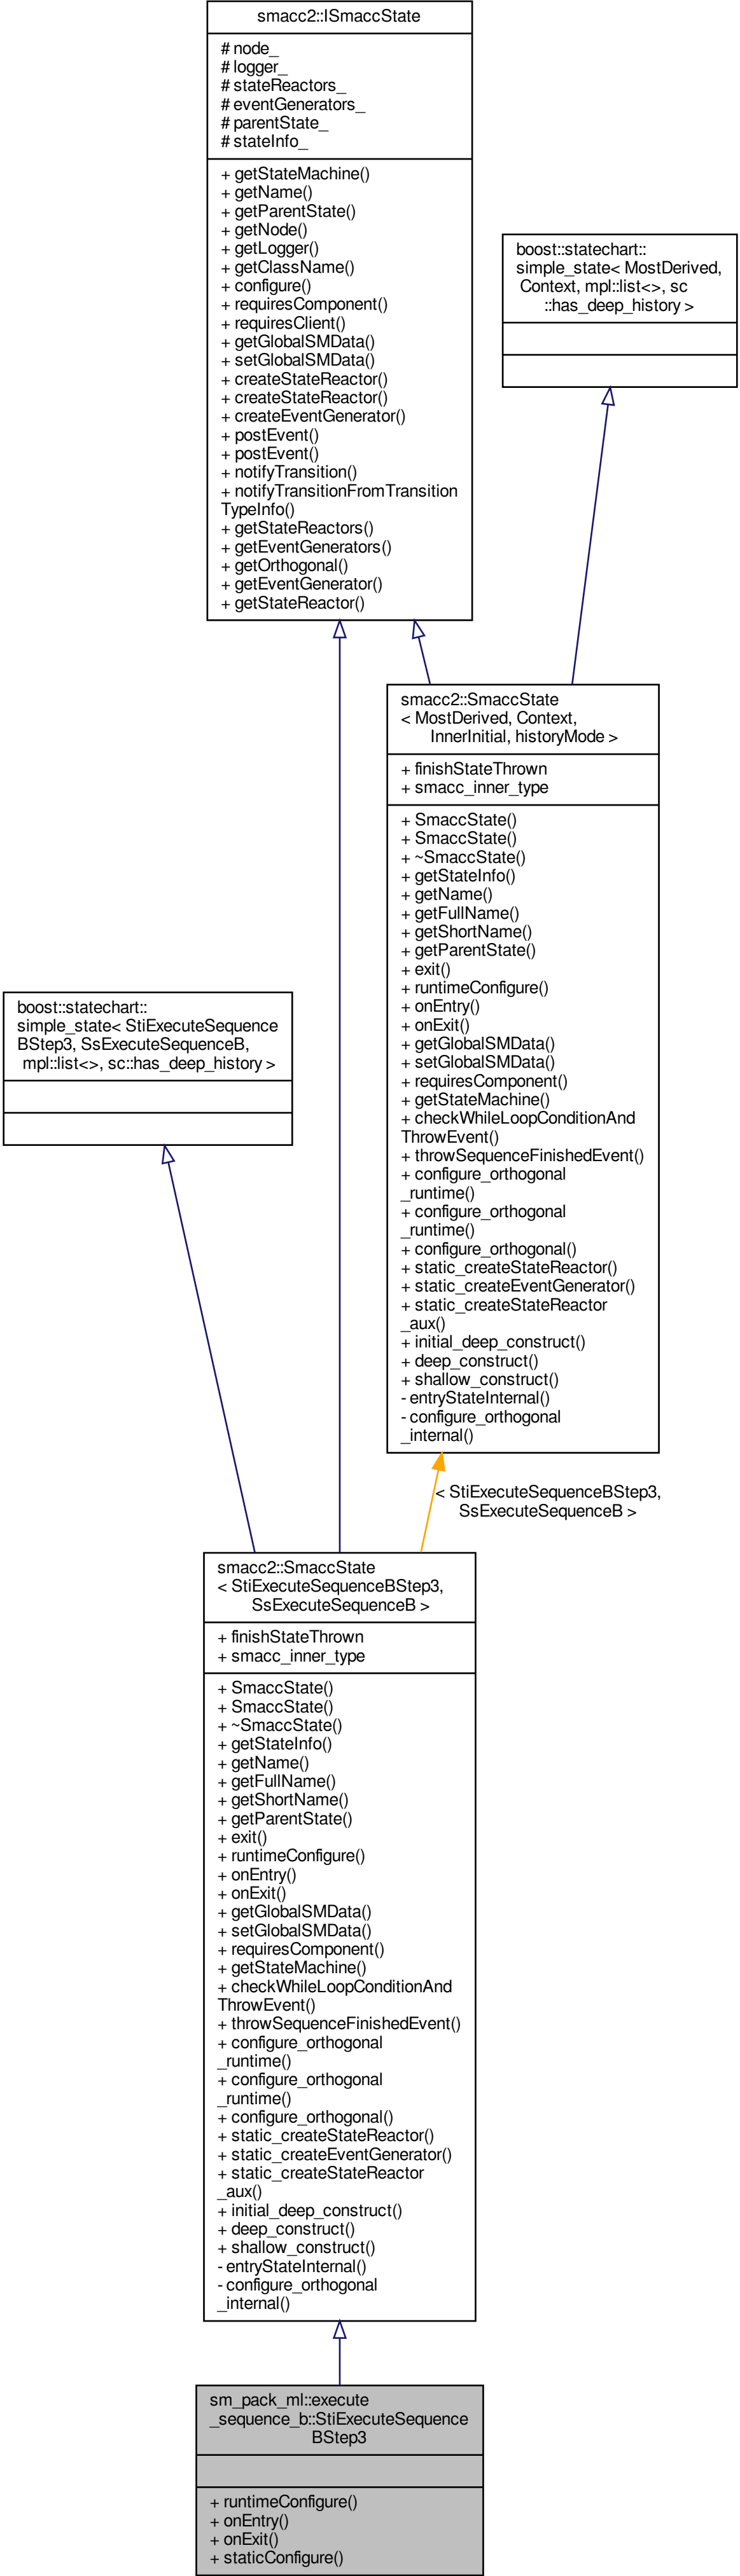 smacc2::ISmaccState
# node_
# logger_
# stateReactors_
# eventGenerators_
# parentState_
# stateInfo_
+ getStateMachine()
+ getName()
+ getParentState()
+ getNode()
+ getLogger()
+ getClassName()
+ configure()
+ requiresComponent()
+ requiresClient()
+ getGlobalSMData()
+ setGlobalSMData()
+ createStateReactor()
+ createStateReactor()
+ createEventGenerator()
+ postEvent()
+ postEvent()
+ notifyTransition()
+ notifyTransitionFromTransition
TypeInfo()
+ getStateReactors()
+ getEventGenerators()
+ getOrthogonal()
+ getEventGenerator()
+ getStateReactor()
boost::statechart::
simple_state< MostDerived,
Context, mpl::list<>, sc
::has_deep_history >
smacc2::SmaccState
< MostDerived, Context,
InnerInitial, historyMode >
+ finishStateThrown
+ smacc_inner_type
+ SmaccState()
+ SmaccState()
+ ~SmaccState()
+ getStateInfo()
+ getName()
+ getFullName()
+ getShortName()
+ getParentState()
+ exit()
+ runtimeConfigure()
+ onEntry()
+ onExit()
+ getGlobalSMData()
+ setGlobalSMData()
+ requiresComponent()
+ getStateMachine()
+ checkWhileLoopConditionAnd
ThrowEvent()
+ throwSequenceFinishedEvent()
+ configure_orthogonal
_runtime()
+ configure_orthogonal
_runtime()
+ configure_orthogonal()
+ static_createStateReactor()
+ static_createEventGenerator()
+ static_createStateReactor
_aux()
+ initial_deep_construct()
+ deep_construct()
+ shallow_construct()
- entryStateInternal()
- configure_orthogonal
_internal()
boost::statechart::
simple_state< StiExecuteSequence
BStep3, SsExecuteSequenceB,
mpl::list<>, sc::has_deep_history >
< StiExecuteSequenceBStep3,
SsExecuteSequenceB >
smacc2::SmaccState
< StiExecuteSequenceBStep3,
SsExecuteSequenceB >
+ finishStateThrown
+ smacc_inner_type
+ SmaccState()
+ SmaccState()
+ ~SmaccState()
+ getStateInfo()
+ getName()
+ getFullName()
+ getShortName()
+ getParentState()
+ exit()
+ runtimeConfigure()
+ onEntry()
+ onExit()
+ getGlobalSMData()
+ setGlobalSMData()
+ requiresComponent()
+ getStateMachine()
+ checkWhileLoopConditionAnd
ThrowEvent()
+ throwSequenceFinishedEvent()
+ configure_orthogonal
_runtime()
+ configure_orthogonal
_runtime()
+ configure_orthogonal()
+ static_createStateReactor()
+ static_createEventGenerator()
+ static_createStateReactor
_aux()
+ initial_deep_construct()
+ deep_construct()
+ shallow_construct()
- entryStateInternal()
- configure_orthogonal
_internal()
sm_pack_ml::execute
_sequence_b::StiExecuteSequence
BStep3
+ runtimeConfigure()
+ onEntry()
+ onExit()
+ staticConfigure()